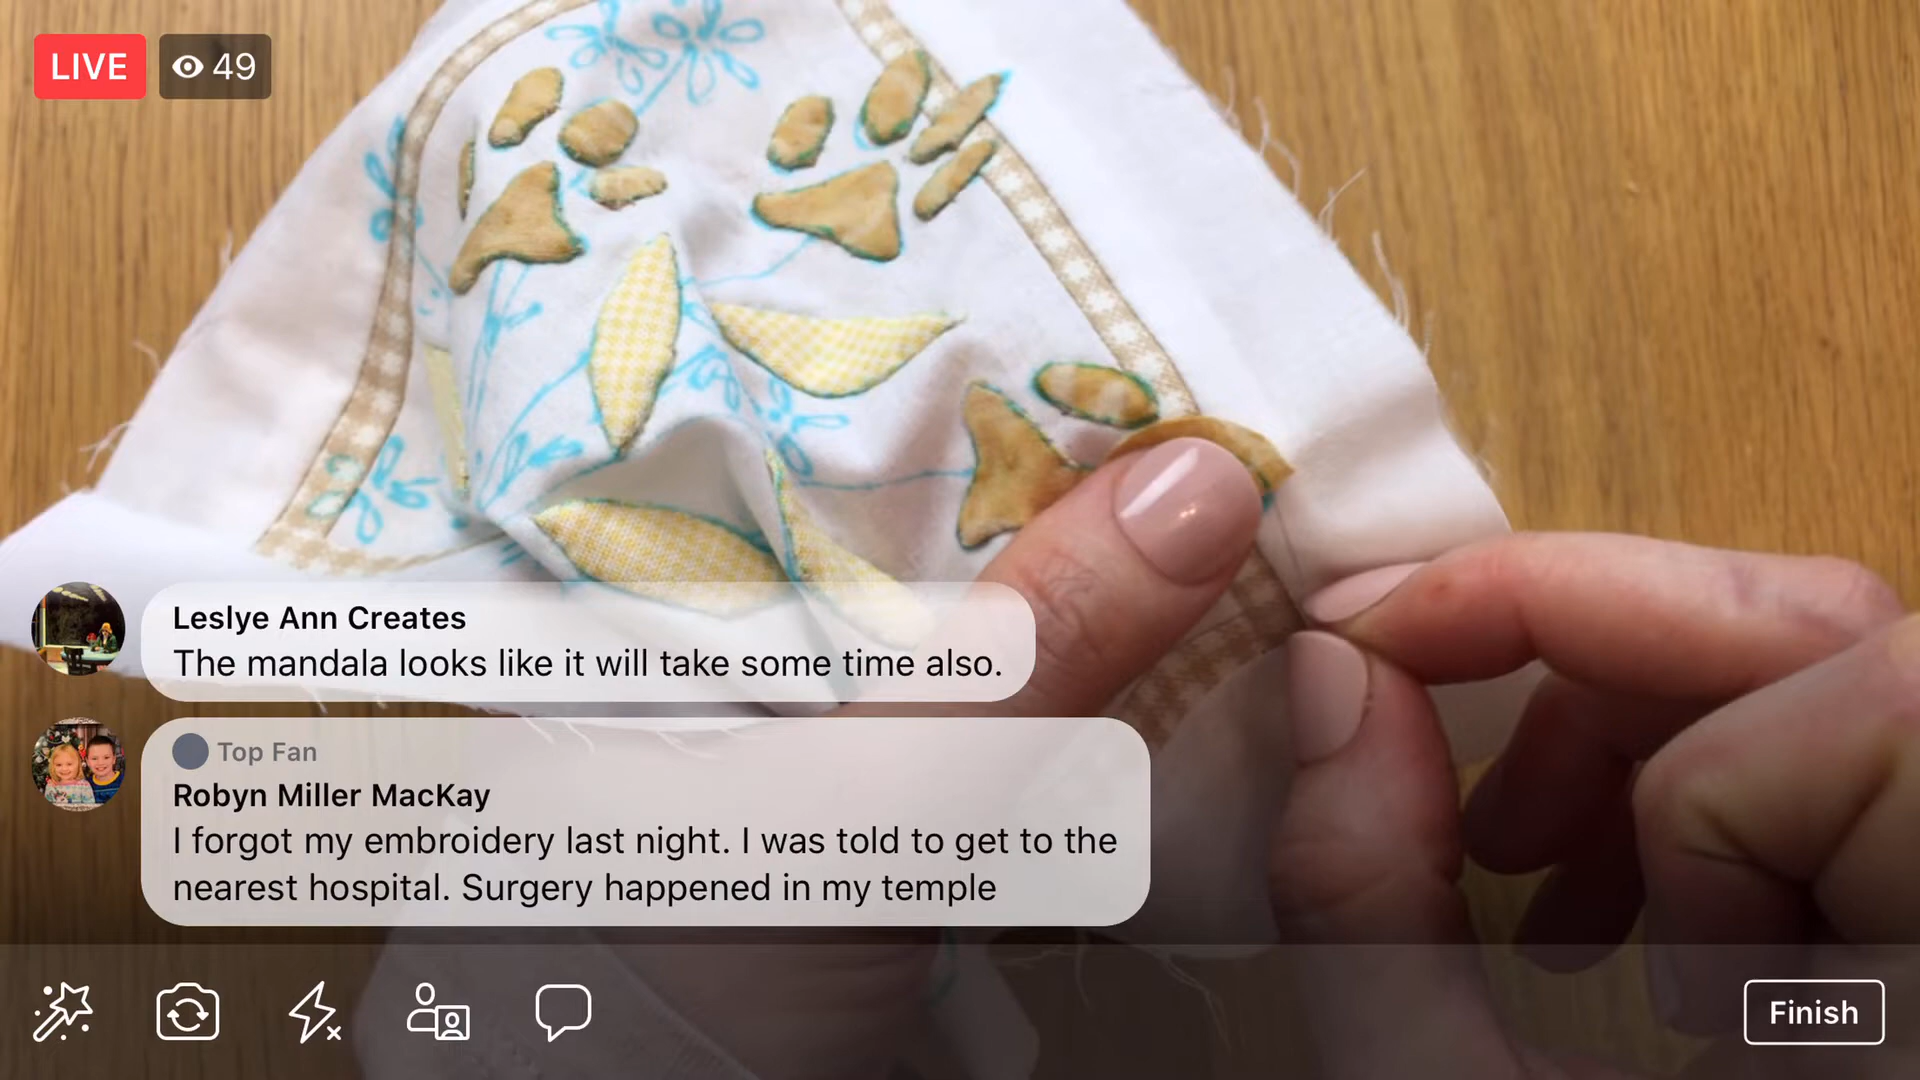 LIVE 49
Leslye Ann Creates
The mandala looks like it will take some time also.
Top Fan
Robyn Miller MacKay
I forgot my embroidery last night. I was told to get to the
nearest hospital. Surgery happened in my temple
Finish